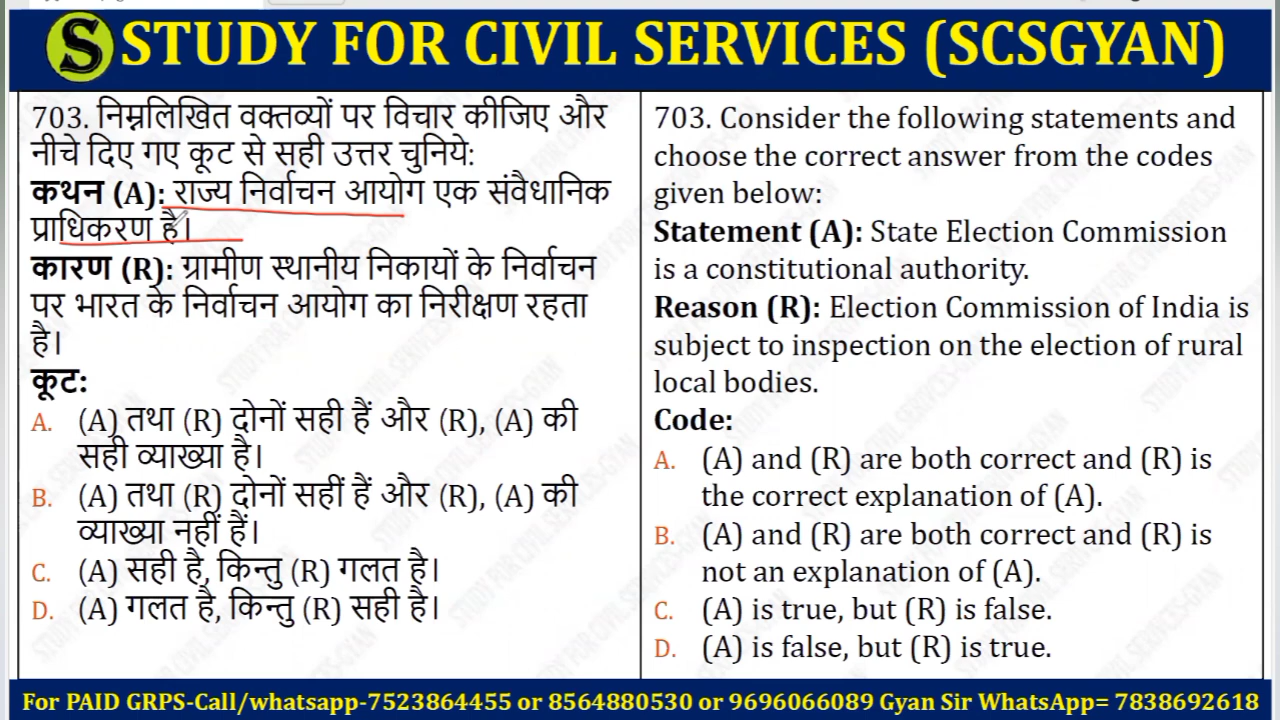 S STUDY FOR CIVIL SERVICES (SCSGYAN)
703. निम्नलिखित वक्तव्यों पर विचार कीजिए और
नीचे दिए गए कूट से सही उत्तर चुनिये:
कथन (A): राज्य निर्वाचन आयोग एक संवैधानिक
प्राधिकरण है।
कारण (R): ग्रामीण स्थानीय निकायों के निर्वाचन
पर भारत के निर्वाचन आयोग का निरीक्षण रहता
है।
कूट:
A. (A) तथा (R) दोनों सही हैं और (R), (A) की
सही व्याख्या है।
B. (A) तथा (R) दोनों सहीं हैं और (R), (A) की
व्याख्या नहीं हैं।
C. (A) सही है, किन्तु (R) गलत है।
D. (A) गलत है, किन्तु (R) सही है।
703. Consider the following statements and
choose the correct answer from the codes
given below:
Statement (A): State Election Commission
is a constitutional authority.
Reason (R): Election Commission of India is
subject to inspection on the election of rural
local bodies.
Code:
A. (A) and (R) are both correct and (R) is
the correct explanation of (A).
B. (A) and (R) are both correct and (R) is
not an explanation of (A).
C. (A) is true, but (R) is false.
D. (A) is false, but (R) is true.
For PAID GRPS-Call/whatsapp-7523864455 or 8564880530 or 9696066089 Gyan Sir WhatsApp= 7838692618